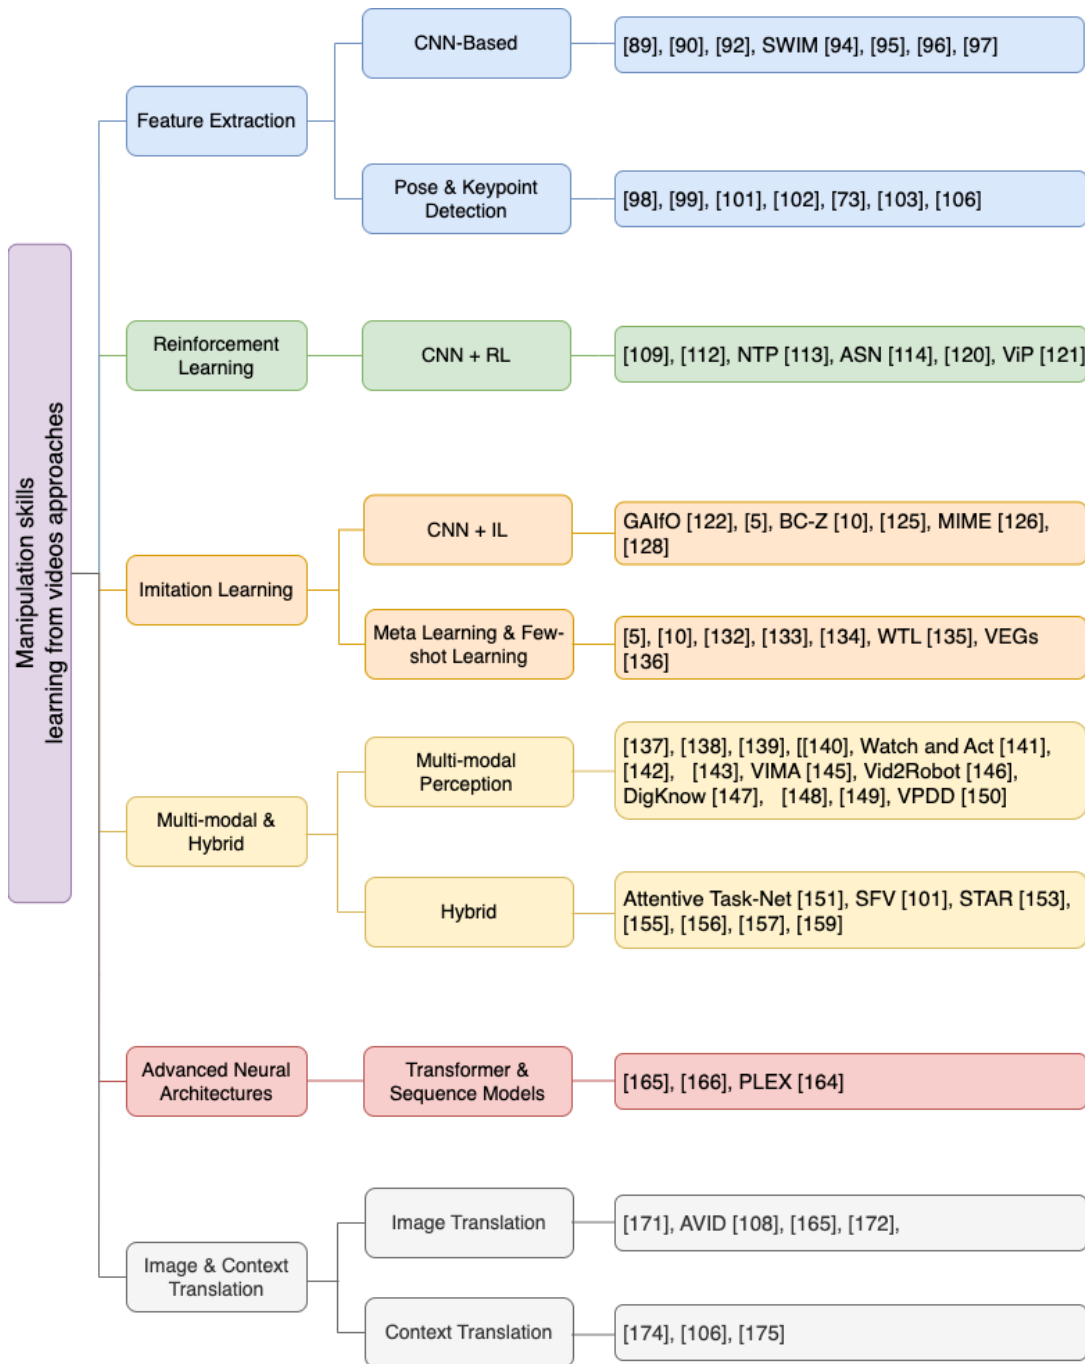 CNN-Based
[89], [90], [92], SWIM [94], [95], [96], [97]
Feature Extraction
Pose & Keypoint
Detection
[98], [99], [101], [102], [73], [103], [106]
Manipulation skills
learning from videos approaches
Reinforcement
Learning
CNN + RL
[109], [112], NTP [113], ASN [114], [120], ViP [121]
Imitation Learning
CNN + IL
GAIfO [122], [5], BC-Z [10], [125], MIME [126],
[128]
Meta Learning & Few-
shot Learning
[5], [10], [132], [133], [134], WTL [135], VEGs
[136]
Multi-modal &
Hybrid
Multi-modal
Perception
[137], [138], [139], [[140], Watch and Act [141],
[142], [143], VIMA [145], Vid2Robot [146],
DigKnow [147], [148], [149], VPDD [150]
Hybrid
Attentive Task-Net [151], SFV [101], STAR [153],
[155], [156], [157], [159]
Advanced Neural
Architectures
Transformer &
Sequence Models
[165], [166], PLEX [164]
Image & Context
Translation
Image Translation
[171], AVID [108], [165], [172],
Context Translation
[174], [106], [175]